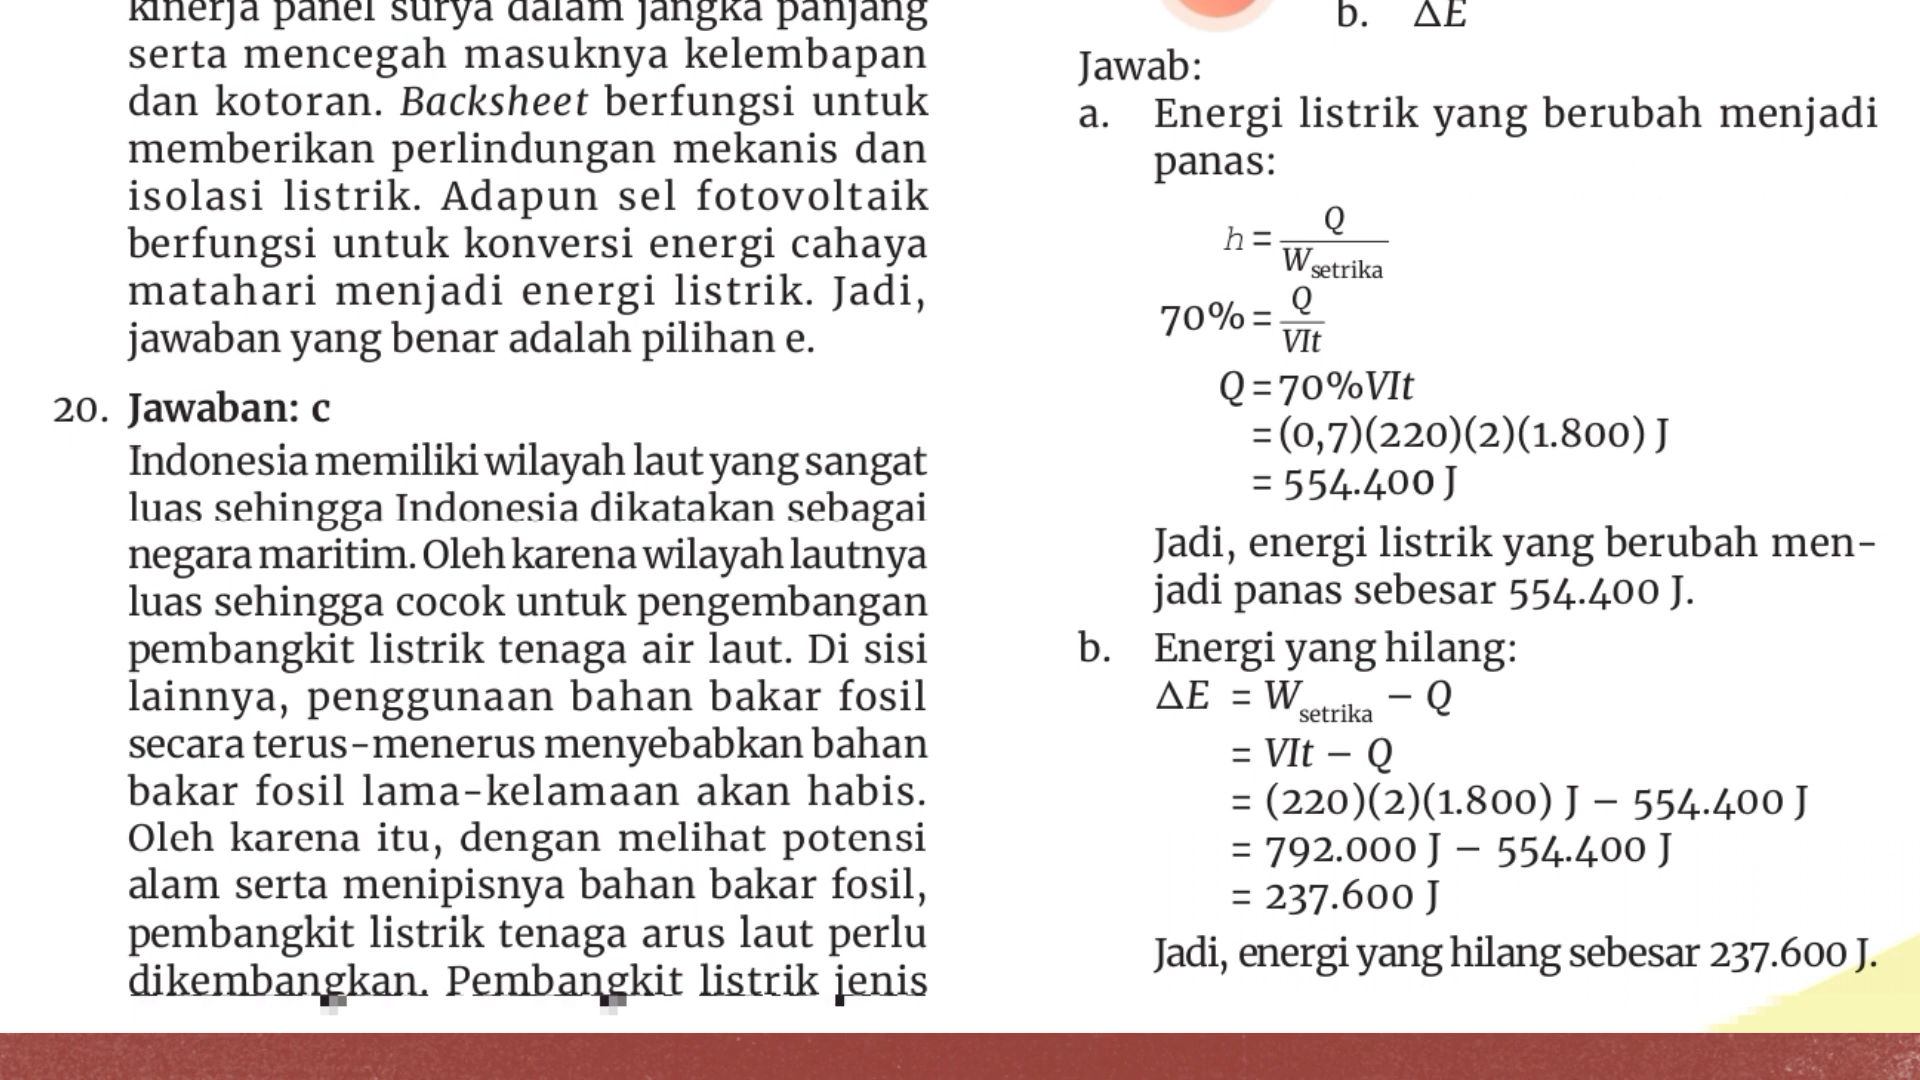 kinerja panel surya dalam jangka panjang
serta mencegah masuknya kelembapan
dan kotoran. Backsheet berfungsi untuk
memberikan perlindungan mekanis dan
isolasi listrik. Adapun sel fotovoltaik
berfungsi untuk konversi energi cahaya
matahari menjadi energi listrik. Jadi,
jawaban yang benar adalah pilihan e.
20. Jawaban: c
Indonesia memiliki wilayah laut yang sangat
luas sehingga Indonesia dikatakan sebagai
negara maritim. Oleh karena wilayah lautnya
luas sehingga cocok untuk pengembangan
pembangkit listrik tenaga air laut. Di sisi
lainnya, penggunaan bahan bakar fosil
secara terus-menerus menyebabkan bahan
bakar fosil lama-kelamaan akan habis.
Oleh karena itu, dengan melihat potensi
alam serta menipisnya bahan bakar fosil,
pembangkit listrik tenaga arus laut perlu
dikembangkan. Pembangkit listrik jenis
b. ΔE
Jawab:
a. Energi listrik yang berubah menjadi
panas:
h = Q / W setrika
70% = Q / VIt
Q = 70%VIt
= (0,7)(220)(2)(1.800) J
= 554.400 J
Jadi, energi listrik yang berubah men-
jadi panas sebesar 554.400 J.
b. Energi yang hilang:
ΔE = W setrika – Q
= VIt – Q
= (220)(2)(1.800) J – 554.400 J
= 792.000 J – 554.400 J
= 237.600 J
Jadi, energi yang hilang sebesar 237.600 J.